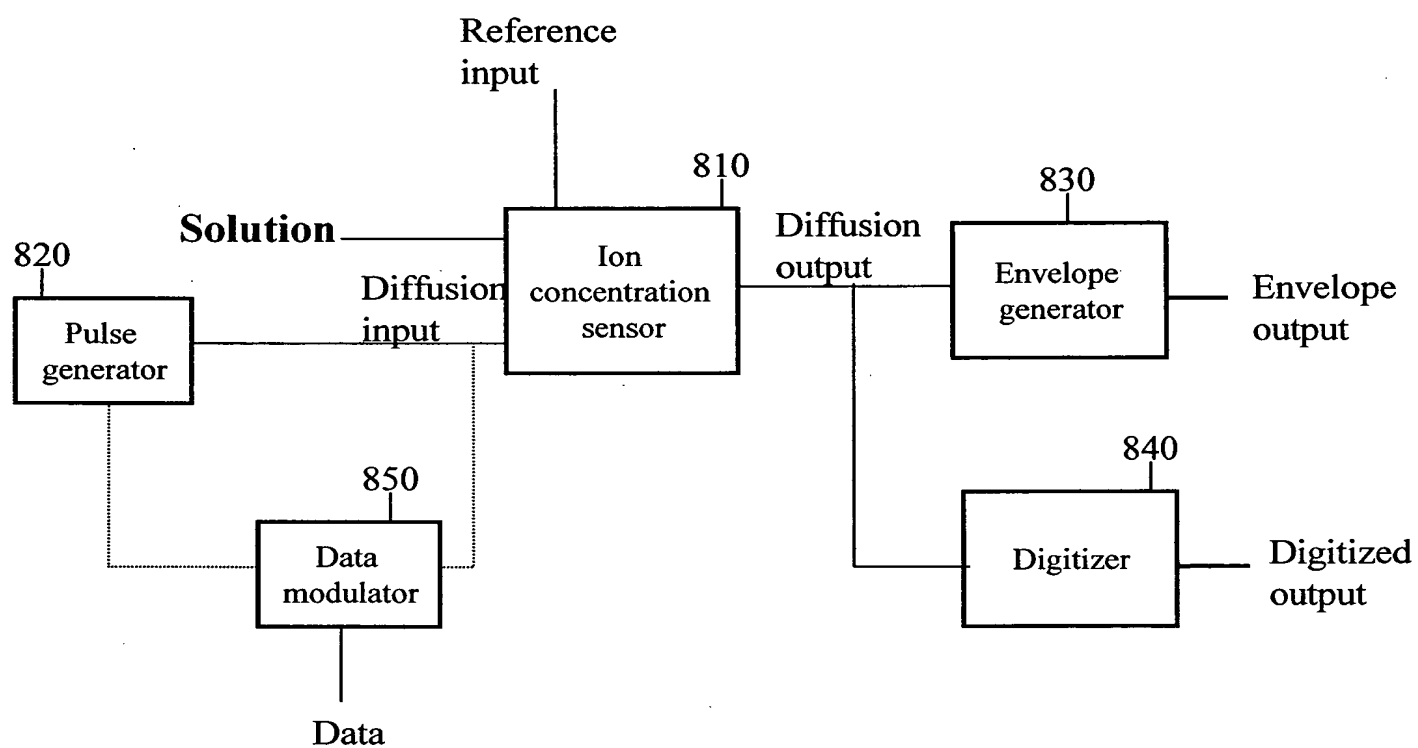 Reference
input
810
830
Solution
Diffusion
output
820
Ion
concentration
sensor
Envelope
generator
Envelope
output
Diffusion
input
Pulse
generator
840
850
Data
modulator
Digitizer
Digitized
output
Data